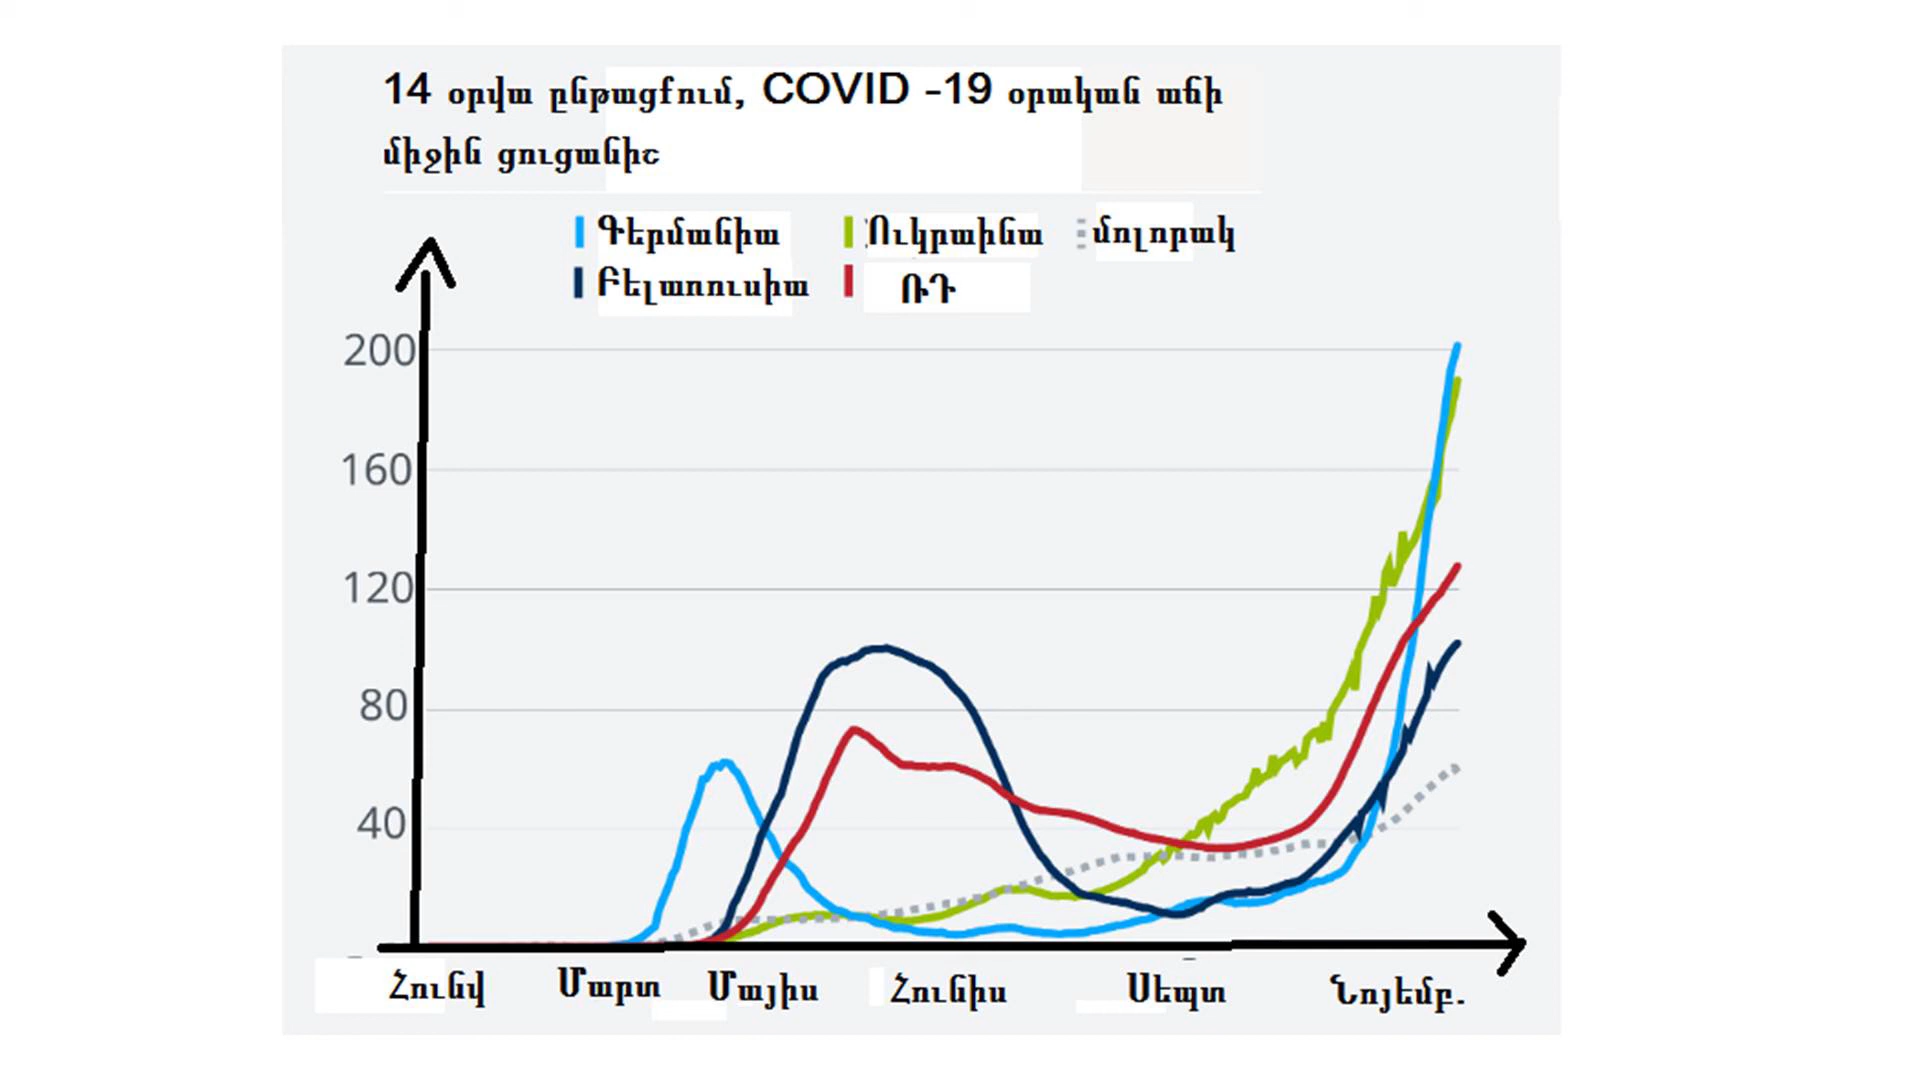 14 օրվա ընթացքում, COVID -19 օրական աճի
միջին ցուցանիշ
Գերմանիա Ուկրաինա մոլորակ
Բելառուսիա ՌԴ
200
160
120
80
40
Հունվ Մարտ Մայիս Հունիս Սեպտ Նոյեմբ.